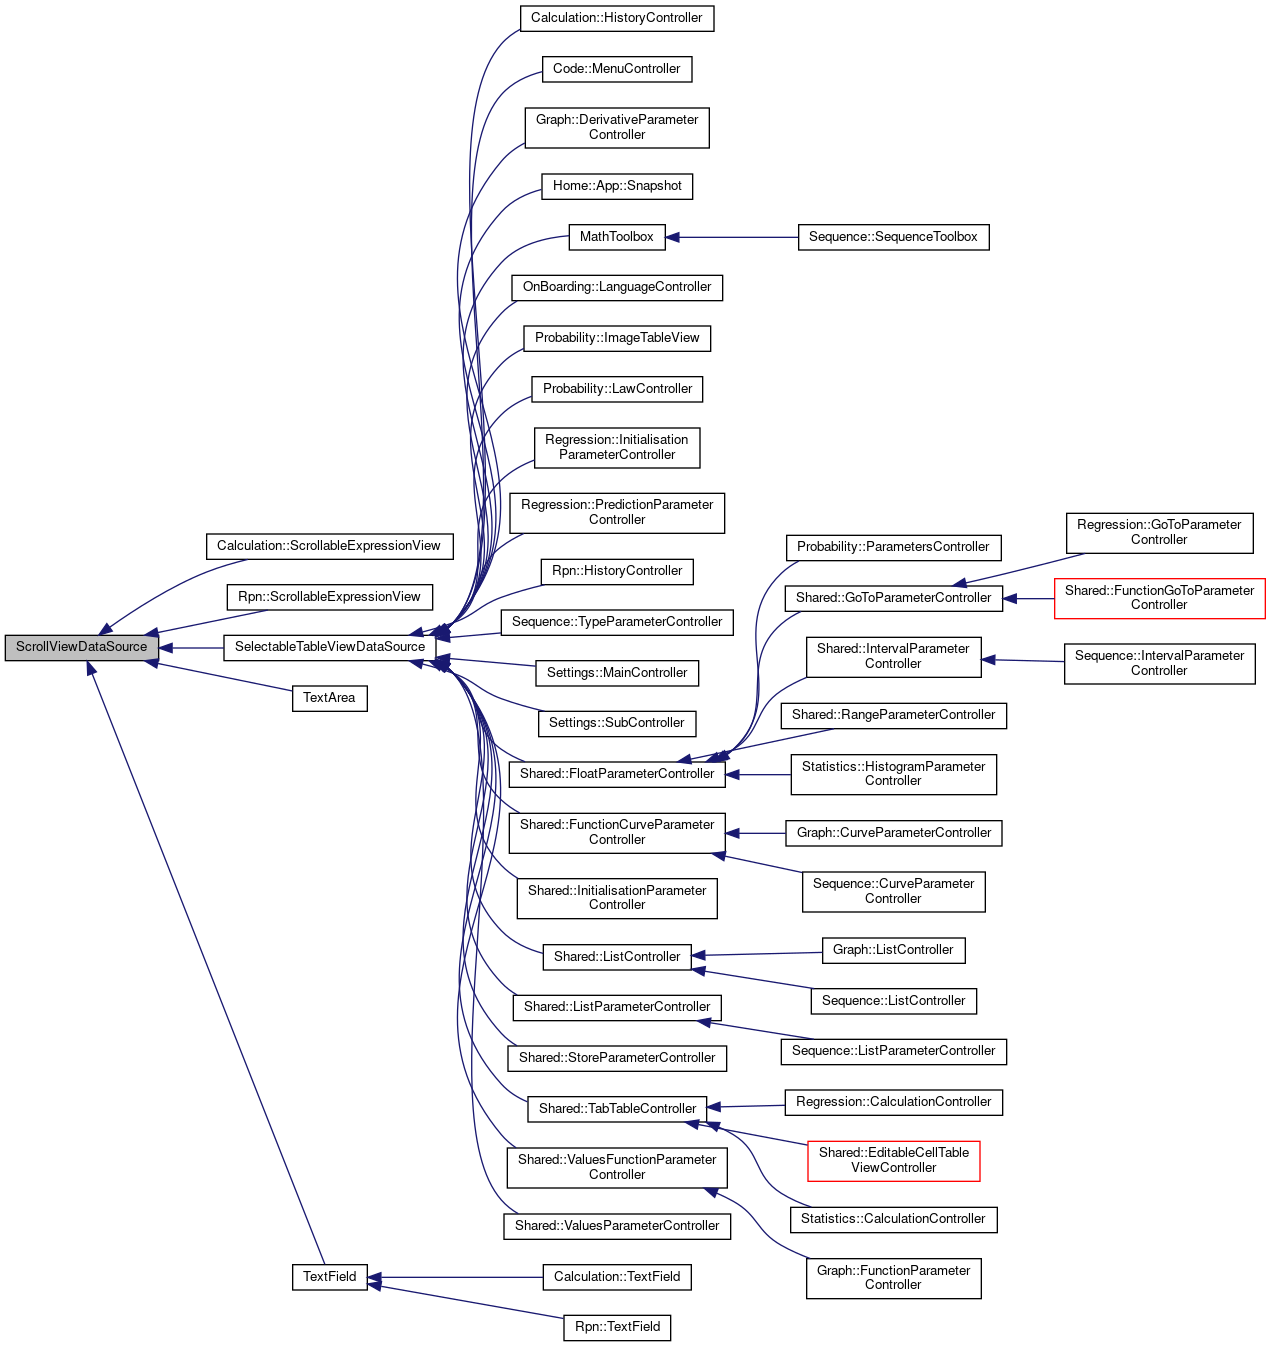 Calculation::HistoryController
Code::MenuController
Graph::DerivativeParameter
Controller
Home::App::Snapshot
MathToolbox
Sequence::SequenceToolbox
OnBoarding::LanguageController
Probability::ImageTableView
Probability::LawController
Regression::Initialisation
ParameterController
Regression::PredictionParameter
Controller
Calculation::ScrollableExpressionView
Rpn::HistoryController
Rpn::ScrollableExpressionView
Sequence::TypeParameterController
ScrollViewDataSource
SelectableTableViewDataSource
Settings::MainController
TextArea
Settings::SubController
Probability::ParametersController
Regression::GoToParameter
Controller
Shared::GoToParameterController
Shared::FunctionGoToParameter
Controller
Shared::IntervalParameter
Controller
Sequence::IntervalParameter
Controller
Shared::RangeParameterController
Shared::FloatParameterController
Statistics::HistogramParameter
Controller
Shared::FunctionCurveParameter
Controller
Graph::CurveParameterController
Sequence::CurveParameter
Controller
Shared::InitialisationParameter
Controller
Shared::ListController
Graph::ListController
Sequence::ListController
Shared::ListParameterController
Sequence::ListParameterController
Shared::StoreParameterController
Shared::TabTableController
Regression::CalculationController
Shared::EditableCellTable
ViewController
Statistics::CalculationController
Shared::ValuesFunctionParameter
Controller
Graph::FunctionParameter
Controller
Shared::ValuesParameterController
TextField
Calculation::TextField
Rpn::TextField